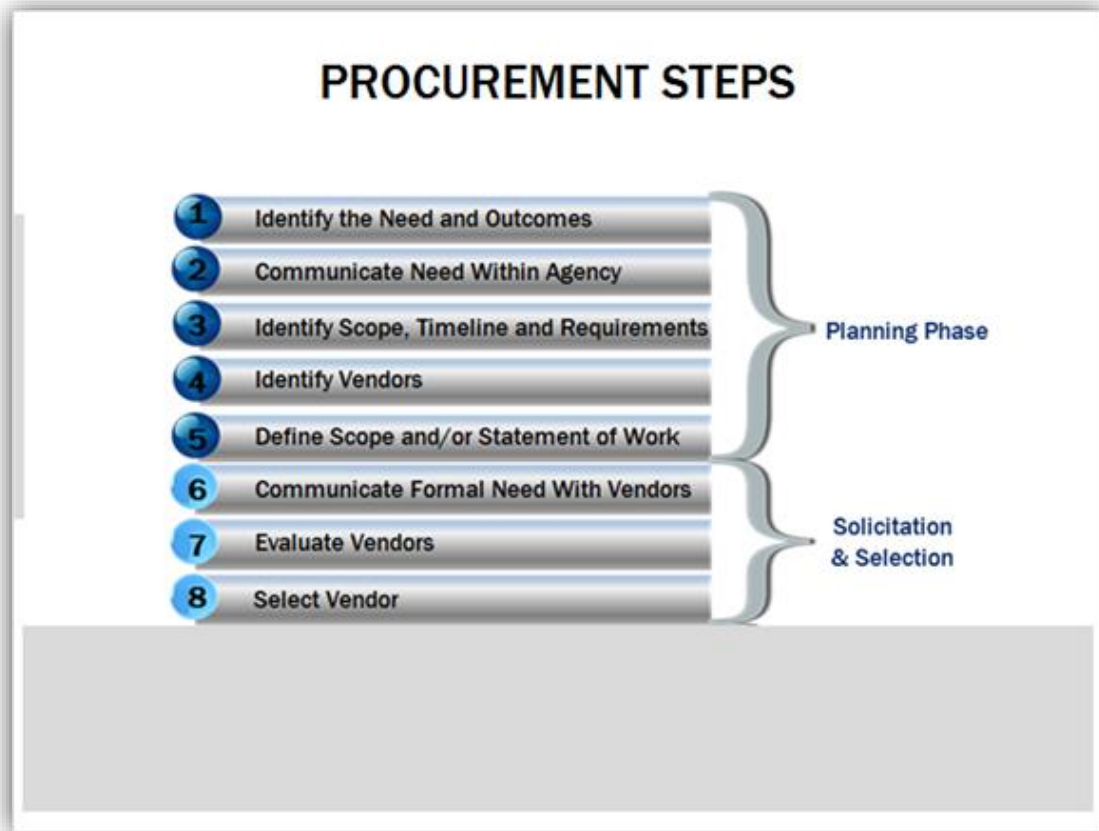 PROCUREMENT STEPS
1 Identify the Need and Outcomes
2 Communicate Need Within Agency
3 Identify Scope, Timeline and Requirements
4 Identify Vendors
5 Define Scope and/or Statement of Work
Planning Phase
6 Communicate Formal Need With Vendors
7 Evaluate Vendors
8 Select Vendor
Solicitation
& Selection